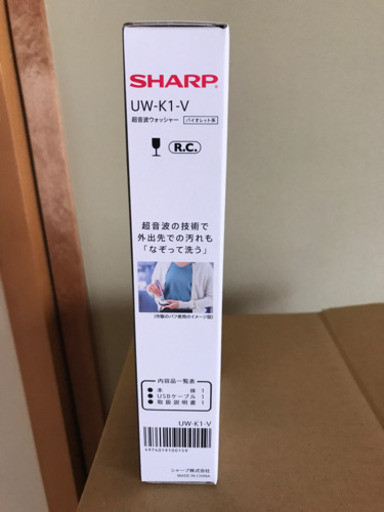 SHARP
UW-K1-V
超音波ウォッシャー バイオレット系
R.C.
超音波の技術で
外出先での汚れも
「なぞって洗う」
内容品一覧表
●本体 1
●USBケーブル 1
●取扱説明書 1
UW-K1-V
シャープ株式会社
MADE IN CHINA